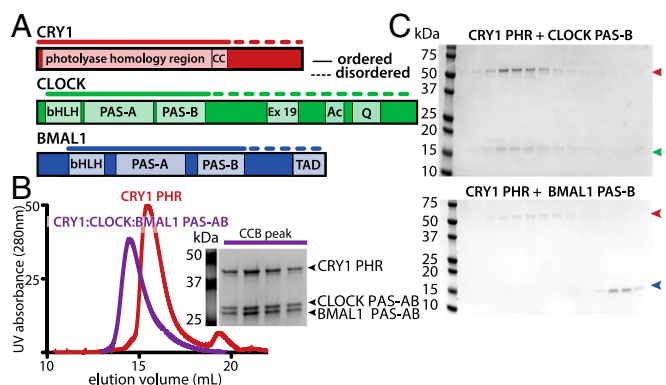 A
CRY1
photolyase homology region CC
ordered
disordered
CLOCK
bHLH PAS-A PAS-B Ex 19 Ac Q
BMAL1
bHLH PAS-A PAS-B TAD
B
CRY1 PHR
CRY1:CLOCK:BMAL1 PAS-AB
UV absorbance (280nm)
50
25
0
10 15 20
elution volume (mL)
kDa
CCB peak
50
37
25
CRY1 PHR
CLOCK PAS-AB
BMAL1 PAS-AB
C
kDa CRY1 PHR + CLOCK PAS-B
75
50
37
25
20
15
10
CRY1 PHR + BMAL1 PAS-B
75
50
37
25
20
15
10